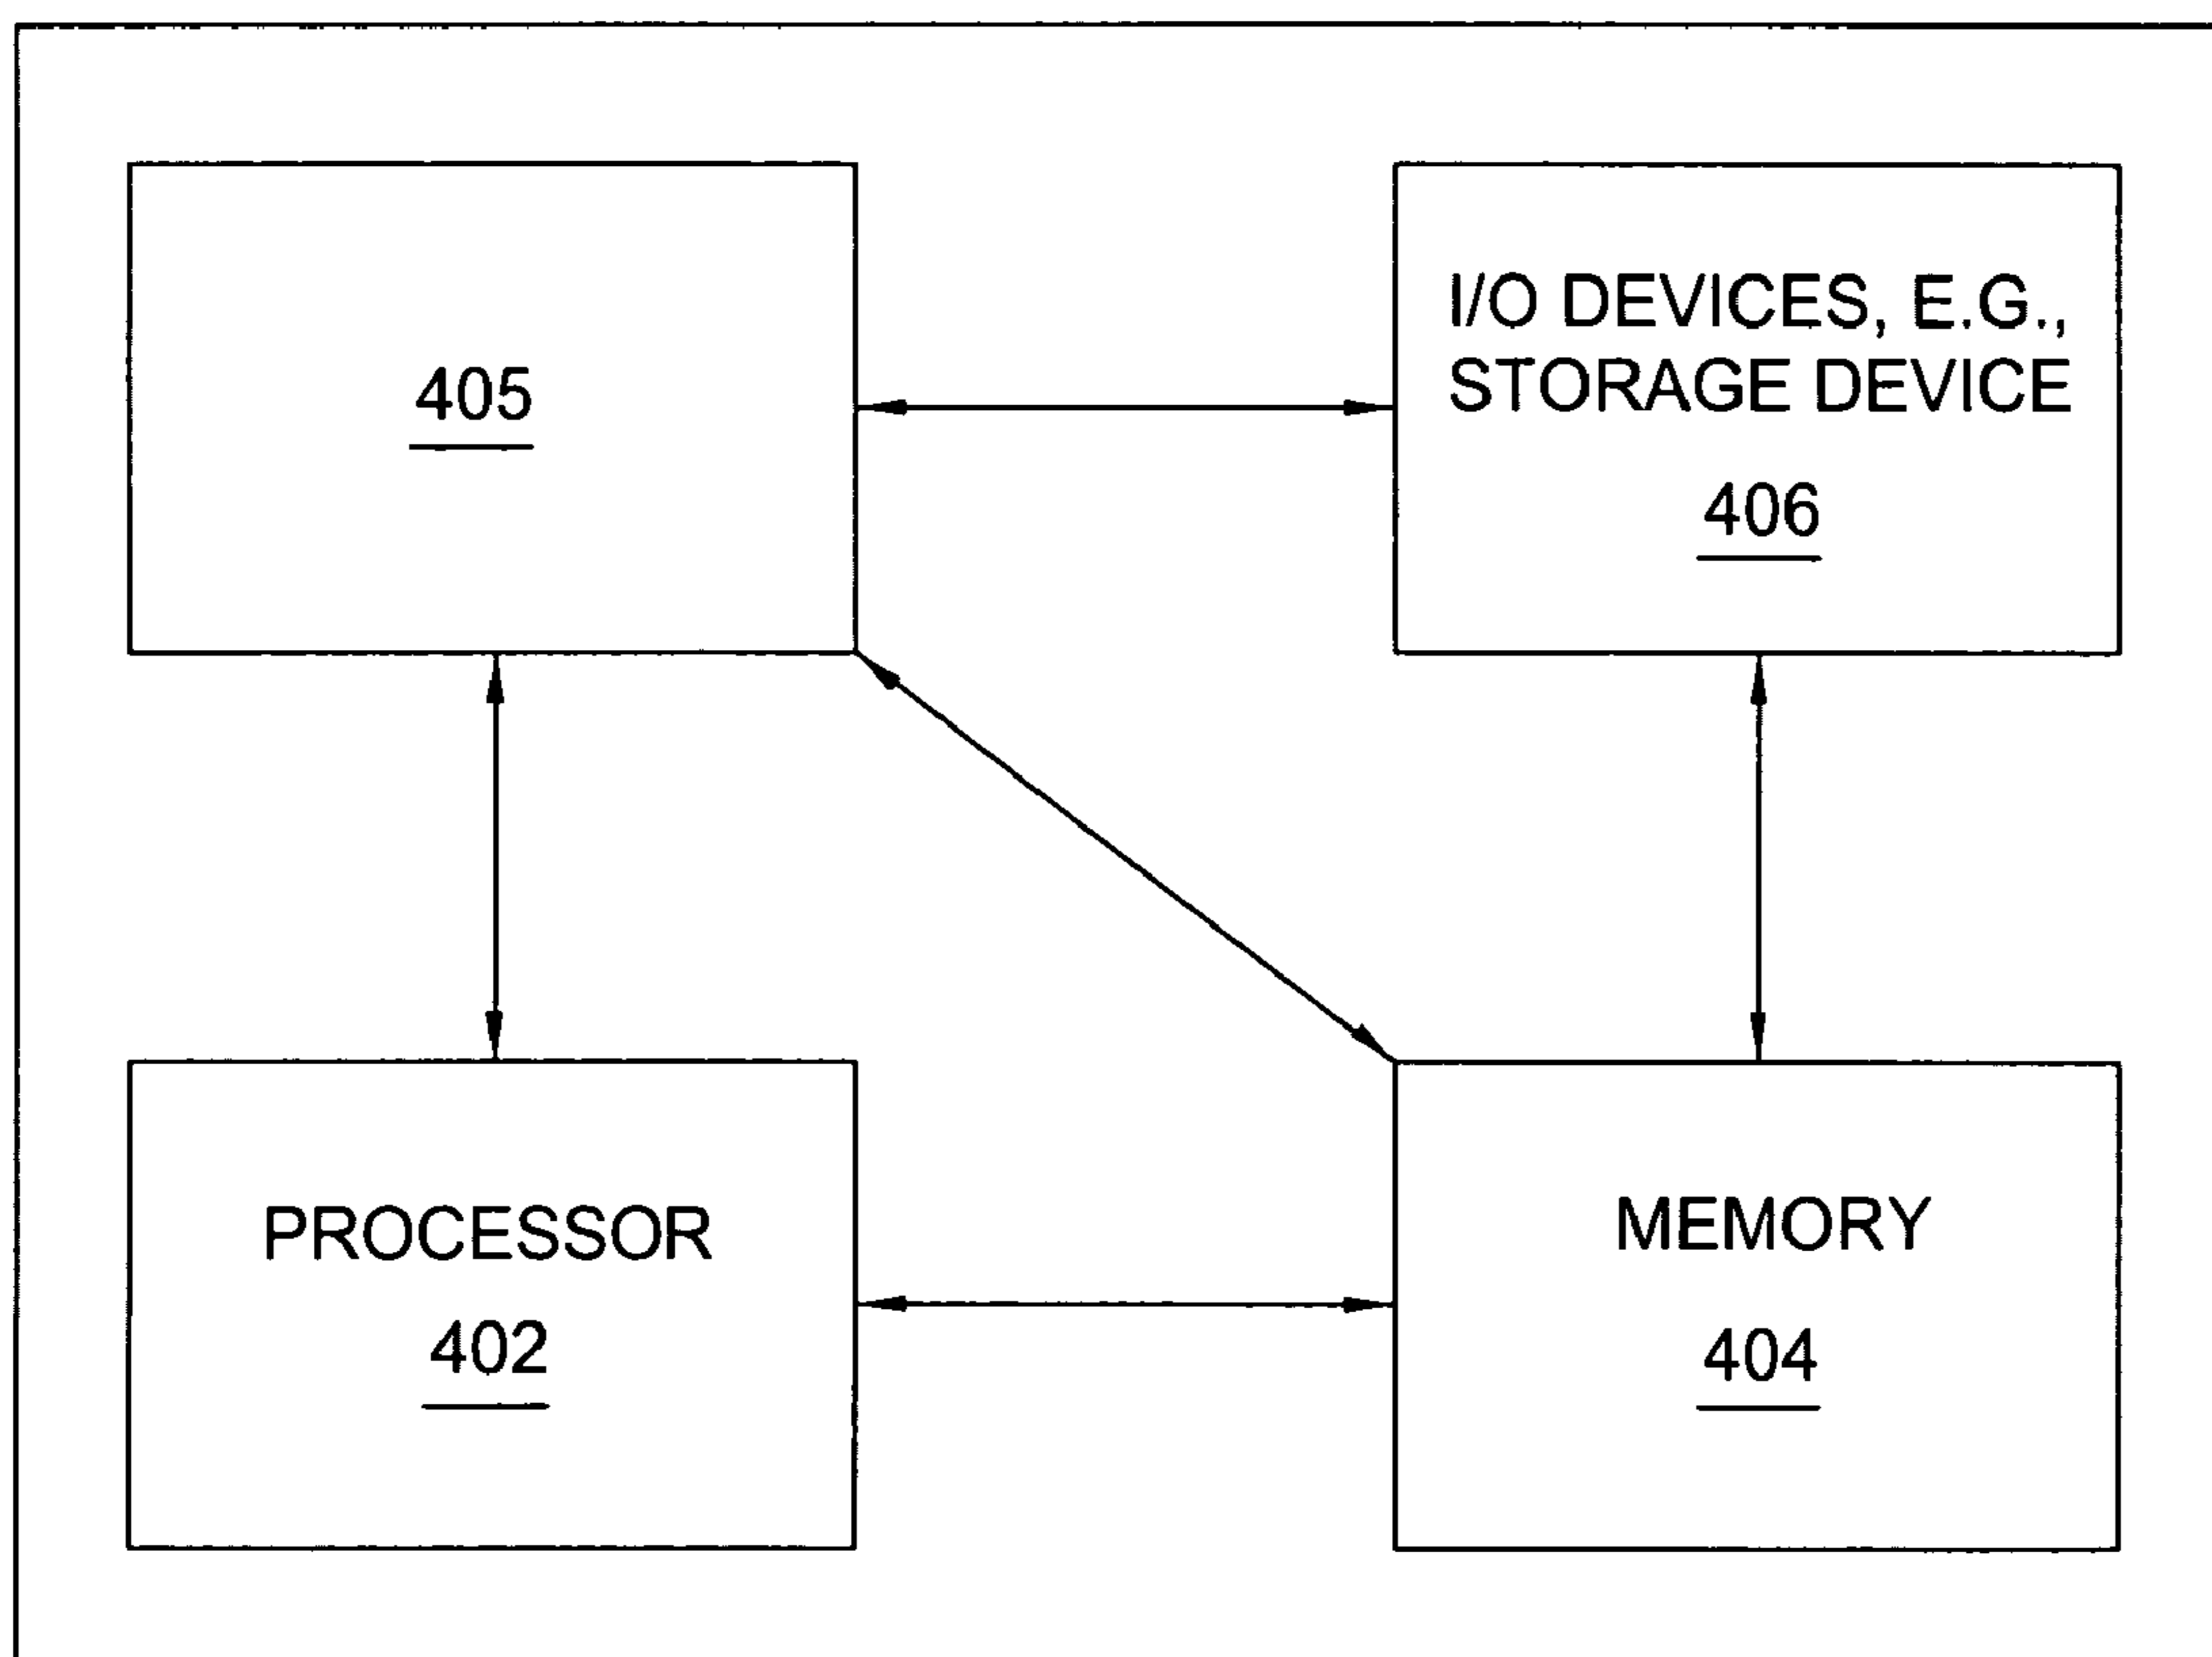 405
I/O DEVICES, E.G.,
STORAGE DEVICE
406
PROCESSOR
402
MEMORY
404